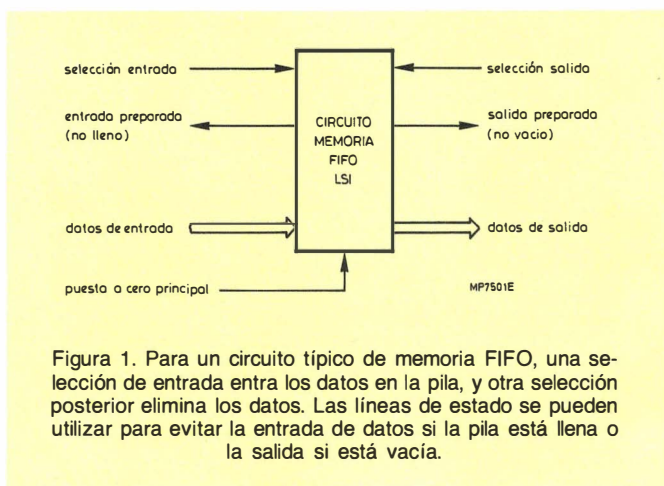 selección entrada
selección salida
entrada preparada
(no lleno)
salida preparada
(no vacio)
CIRCUITO
MEMORIA
FIFO
LSI
datos de entrada
datos de salida
puesta a cero principal
MP7501E
Figura 1. Para un circuito típico de memoria FIFO, una se-
lección de entrada entra los datos en la pila, y otra selección
posterior elimina los datos. Las líneas de estado se pueden
utilizar para evitar la entrada de datos si la pila está llena o
la salida si está vacía.